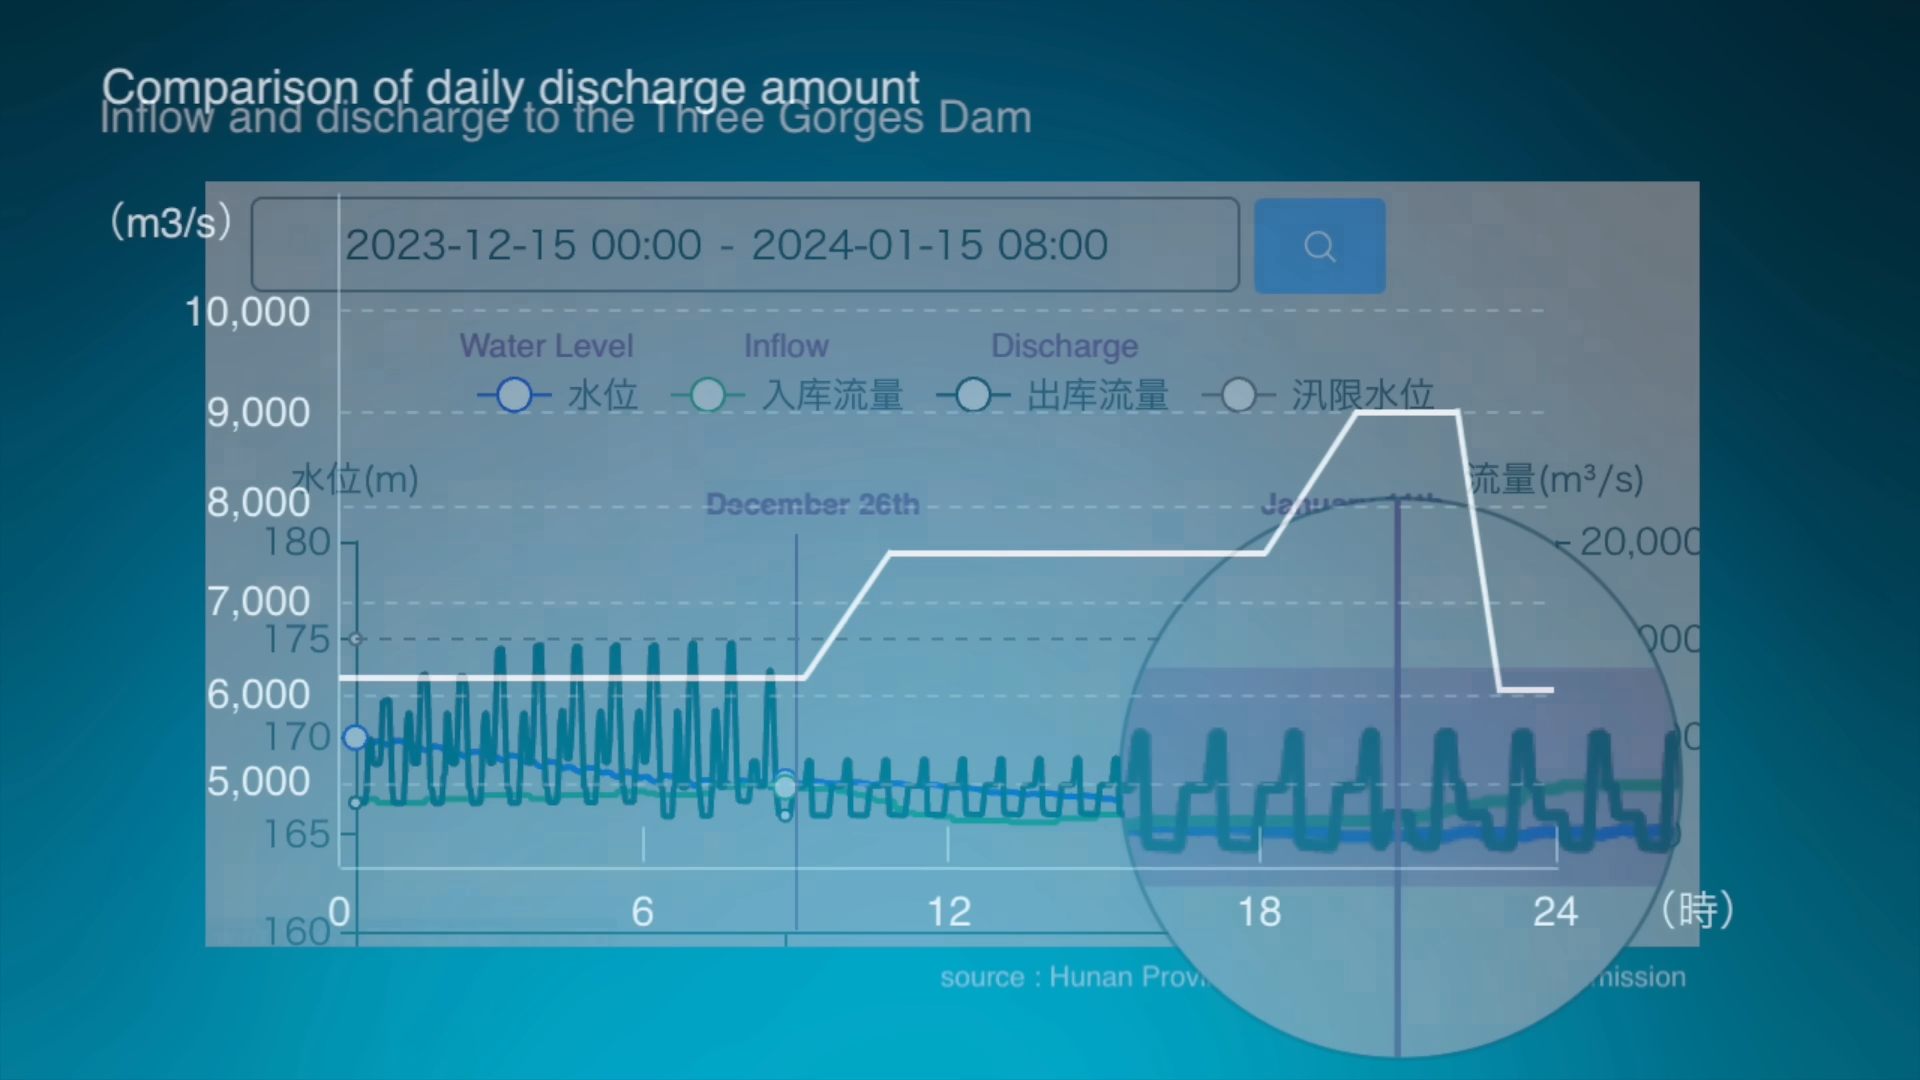 Comparison of daily discharge amount
Inflow and discharge to the Three Gorges Dam
(m3/s)
2023-12-15 00:00 - 2024-01-15 08:00
10,000
Water Level Inflow Discharge
水位 入库流量 出库流量 汛限水位
9,000
水位(m) 流量(m³/s)
8,000
December 26th
180
20,000
7,000
175
6,000
170
5,000
165
0 6 12 18 24 (時)
160
source : Hunan